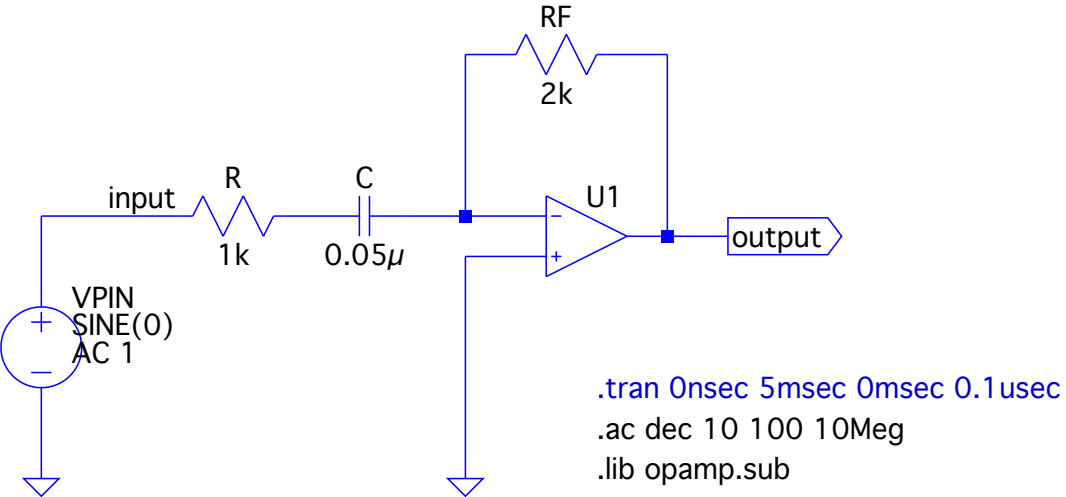 RF
2k
input
R
1k
C
0.05µ
U1
output
VPIN
SINE(0)
AC 1
.tran 0nsec 5msec 0msec 0.1usec
.ac dec 10 100 10Meg
.lib opamp.sub